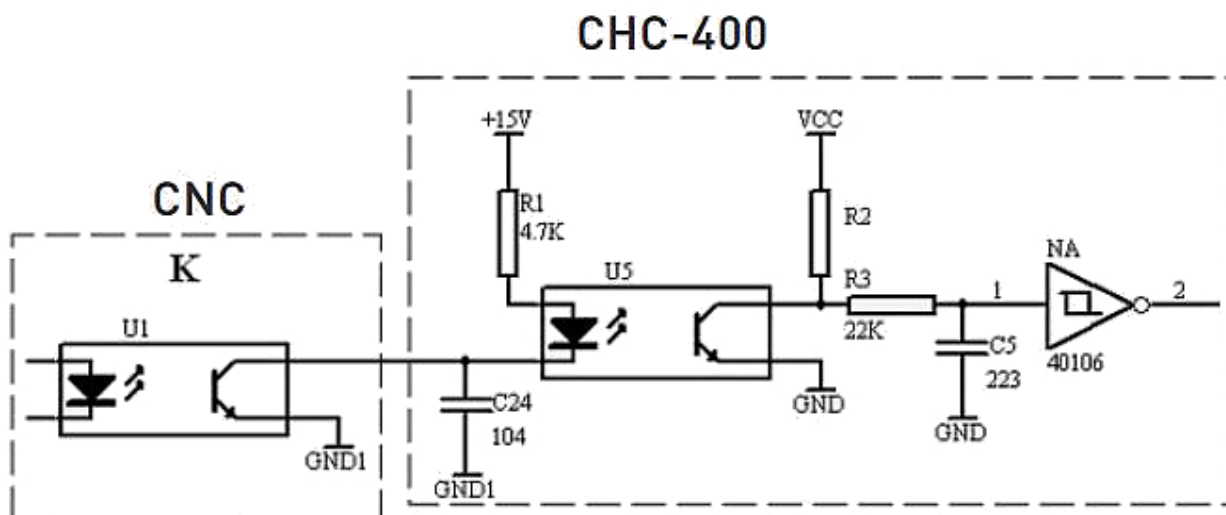 CHC-400
+15V
VCC
CNC
R1
4.7K
R2
K
NA
U5
R3
1
2
U1
22K
C5
40106
223
C24
GND
104
GND
GND1
GND1